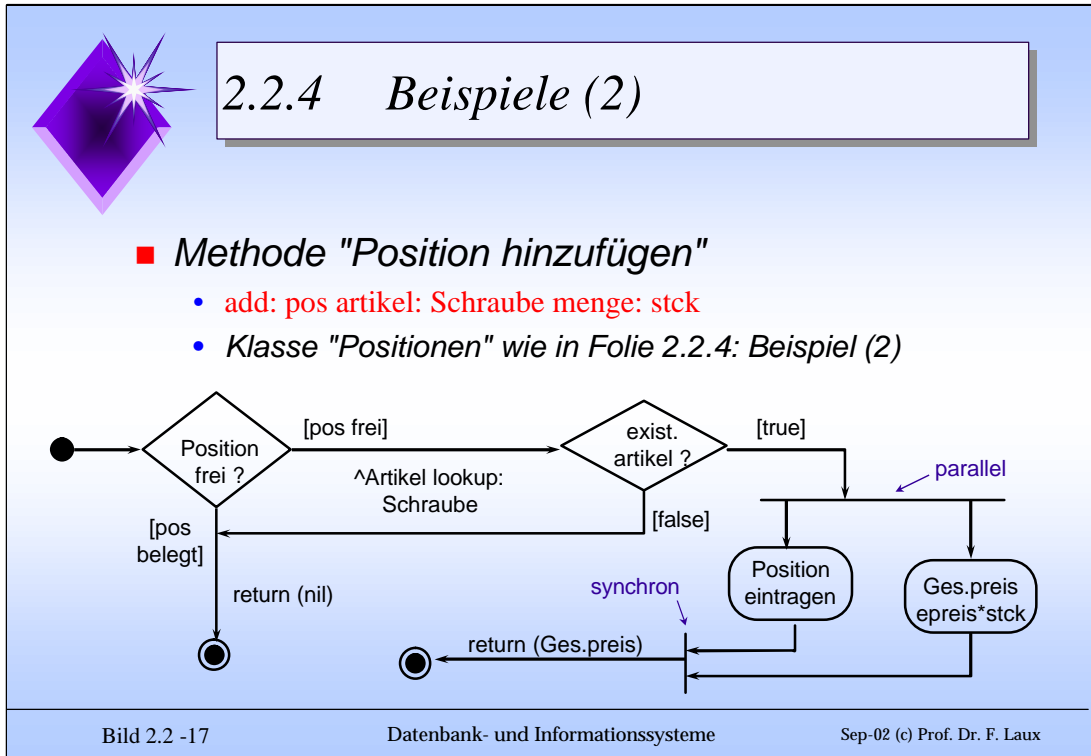 2.2.4 Beispiele (2)
Methode "Position hinzufügen"
add: pos artikel: Schraube menge: stck
Klasse "Positionen" wie in Folie 2.2.4: Beispiel (2)
Position
frei ?
[pos frei]
^Artikel lookup:
Schraube
exist.
artikel ?
[true]
parallel
[false]
[pos
belegt]
return (nil)
Position
eintragen
Ges.preis
epreis*stck
synchron
return (Ges.preis)
Bild 2.2 -17
Datenbank- und Informationssysteme
Sep-02 (c) Prof. Dr. F. Laux